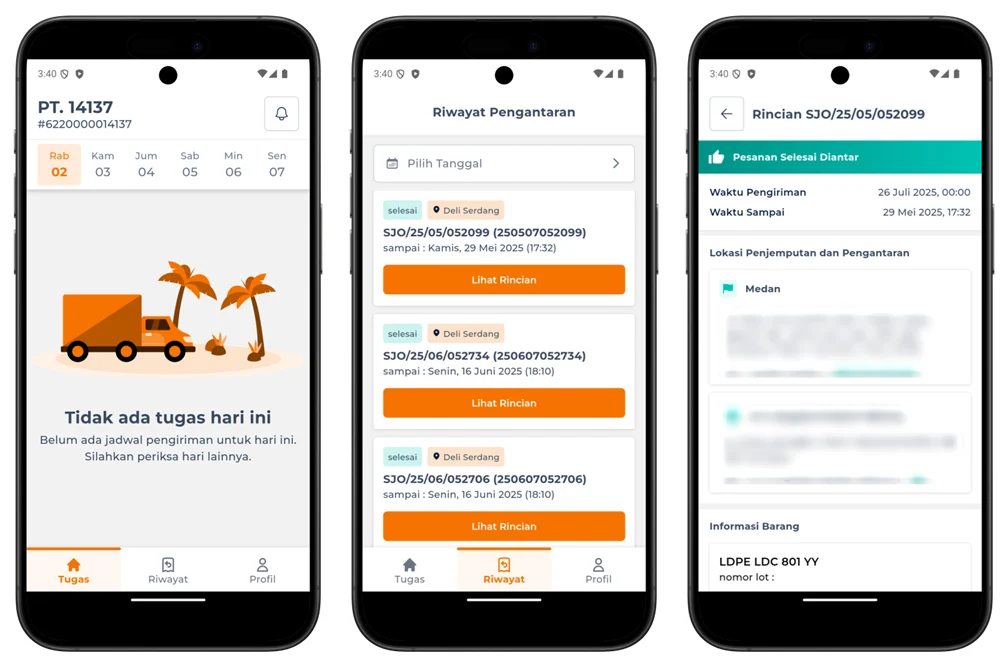 3:40
PT. 14137
#6220000014137
Rab Kam Jum Sab Min Sen
02 03 04 05 06 07
Tidak ada tugas hari ini
Belum ada jadwal pengiriman untuk hari ini.
Silahkan periksa hari lainnya.
Tugas Riwayat Profil
3:40
Riwayat Pengantaran
Pilih Tanggal
selesai Deli Serdang
SJO/25/05/052099 (250507052099)
sampai : Kamis, 29 Mei 2025 (17:32)
Lihat Rincian
selesai Deli Serdang
SJO/25/06/052734 (250607052734)
sampai : Senin, 16 Juni 2025 (18:10)
Lihat Rincian
selesai Deli Serdang
SJO/25/06/052706 (250607052706)
sampai : Senin, 16 Juni 2025 (18:10)
Lihat Rincian
Tugas Riwayat Profil
3:40
Rincian SJO/25/05/052099
Pesanan Selesai Diantar
Waktu Pengiriman 26 Juli 2025, 00:00
Waktu Sampai 29 Mei 2025, 17:32
Lokasi Penjemputan dan Pengantaran
Medan
Informasi Barang
LDPE LDC 801 YY
nomor lot :